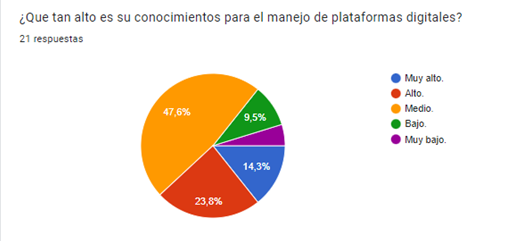 ¿Que tan alto es su conocimientos para el manejo de plataformas digitales?
21 respuestas
Muy alto.
Alto.
Medio.
Bajo.
Muy bajo.
47,6%
9,5%
14,3%
23,8%